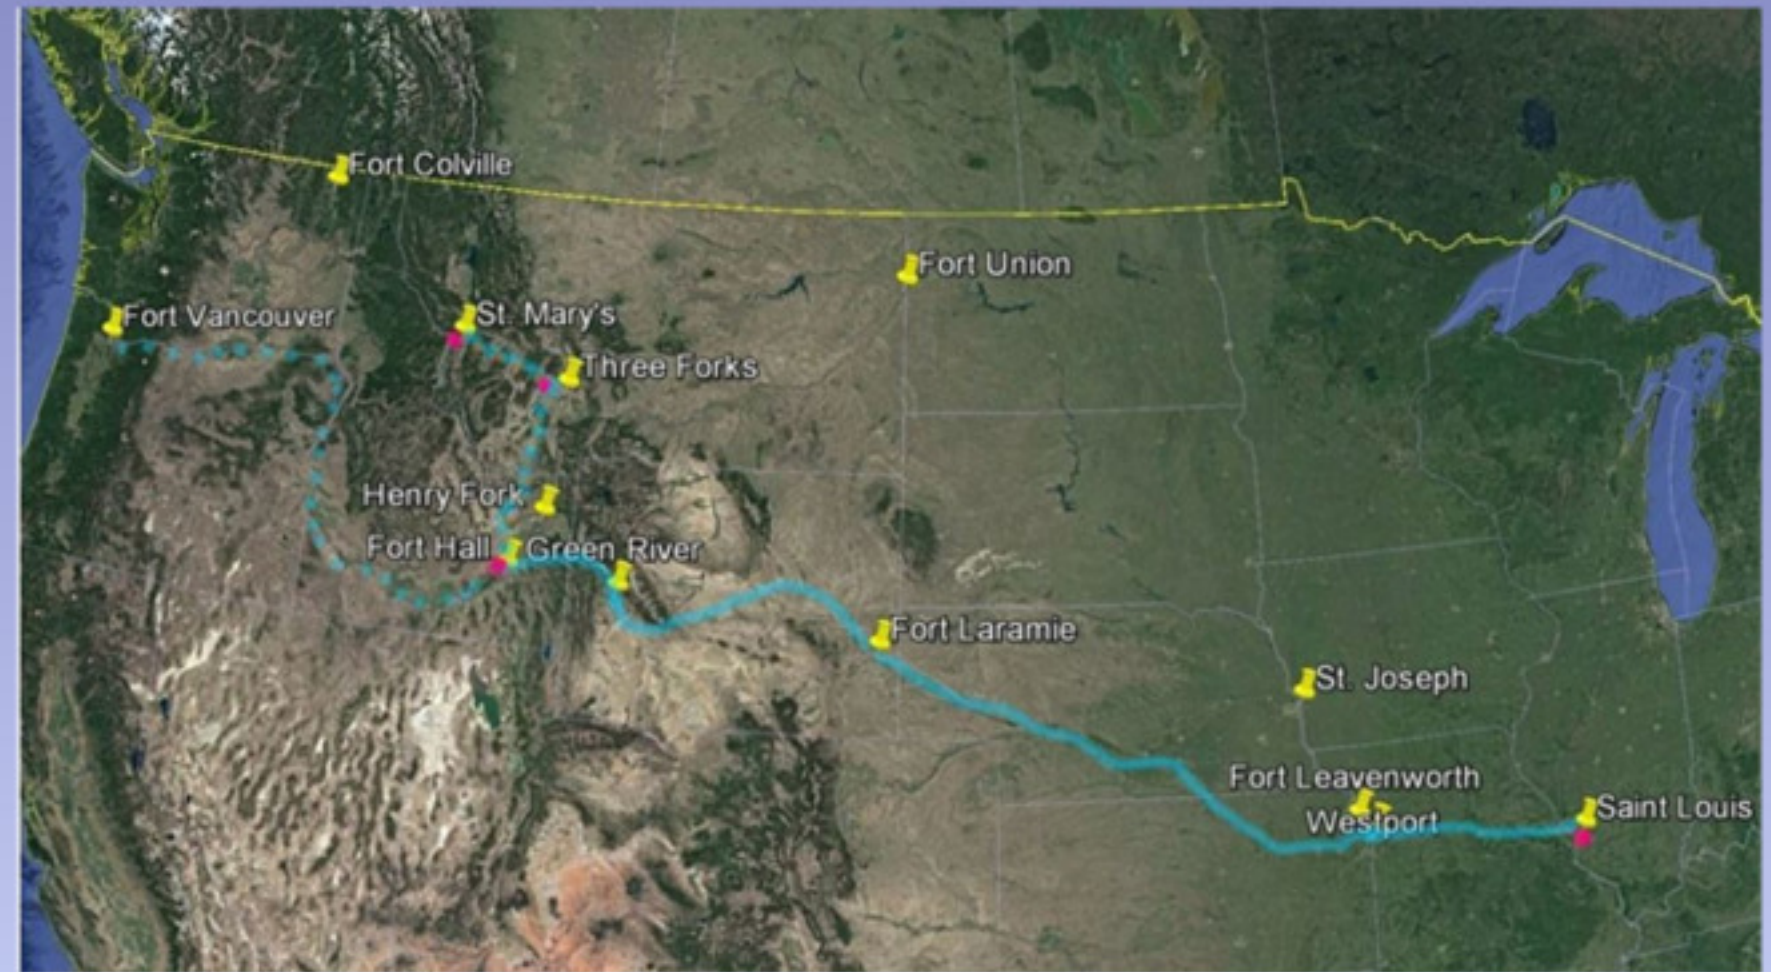 Fort Colville
Fort Union
Fort Vancouver
St. Mary's
Three Forks
Henry Fork
Fort Hall
Green River
Fort Laramie
St. Joseph
Fort Leavenworth
Westport
Saint Louis